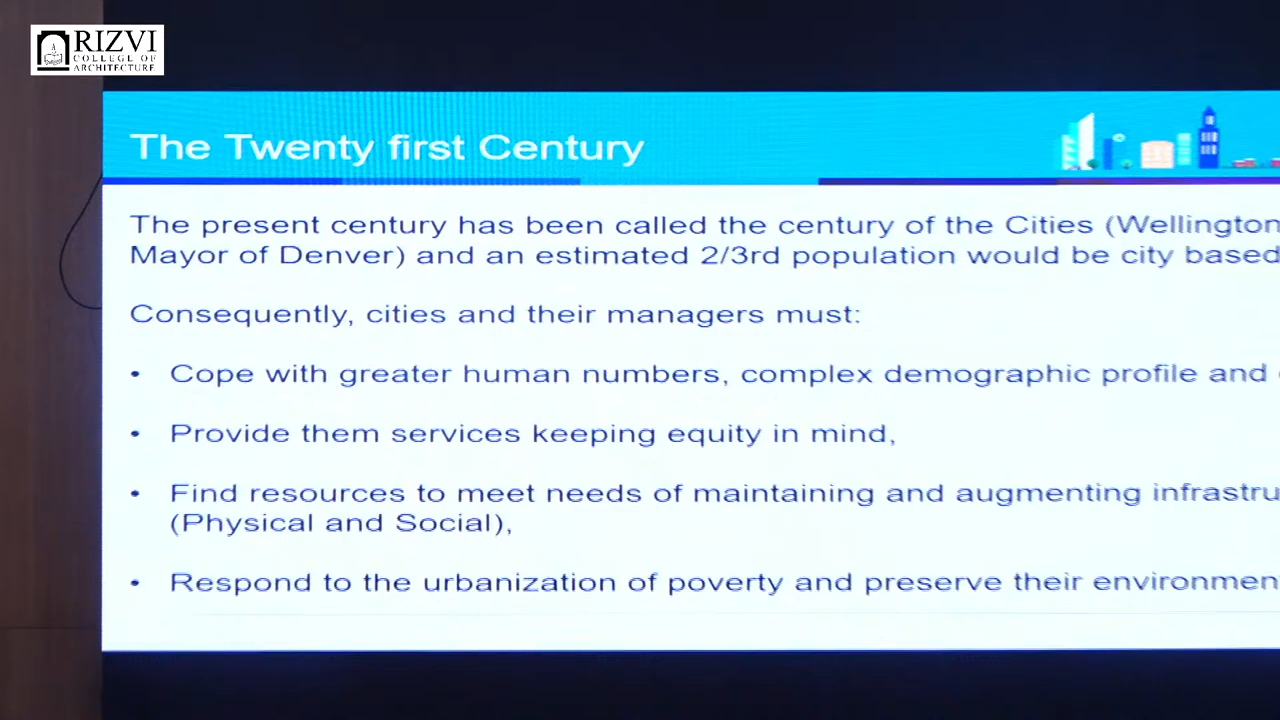 RIZVI
COLLEGE OF
ARCHITECTURE
The Twenty first Century
The present century has been called the century of the Cities (Wellington
Mayor of Denver) and an estimated 2/3rd population would be city based
Consequently, cities and their managers must:
• Cope with greater human numbers, complex demographic profile and
• Provide them services keeping equity in mind,
• Find resources to meet needs of maintaining and augmenting infrastru
(Physical and Social),
• Respond to the urbanization of poverty and preserve their environmen